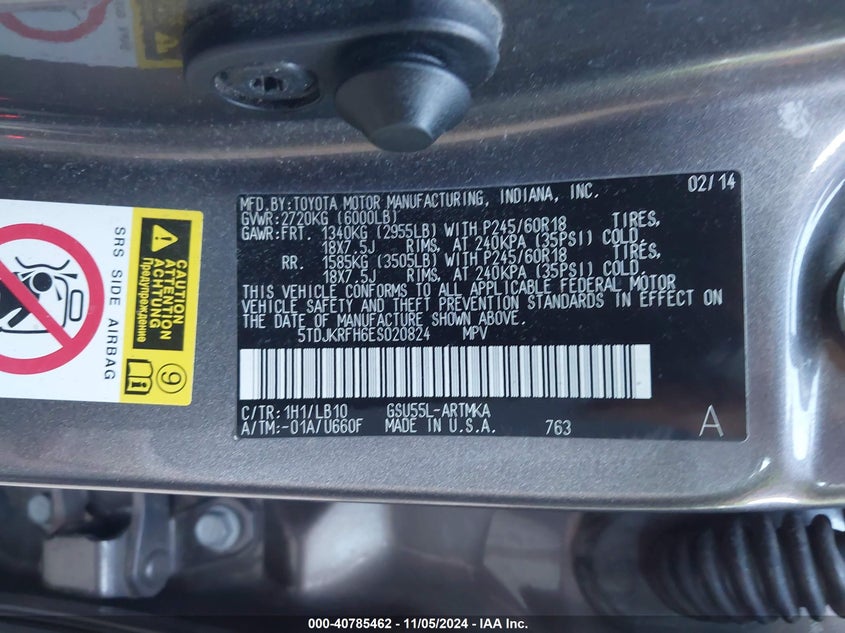 MFD.BY:TOYOTA MOTOR MANUFACTURING, INDIANA, INC. 02/14
GVWR:2720KG (6000LB)
GAWR:FRT. 1340KG (2955LB) WITH P245/60R18 TIRES,
18X7.5J RIMS, AT 240KPA (35PSI) COLD.
RR. 1585KG (3505LB) WITH P245/60R18 TIRES,
18X7.5J RIMS, AT 240KPA (35PSI) COLD.
THIS VEHICLE CONFORMS TO ALL APPLICABLE FEDERAL MOTOR
VEHICLE SAFETY AND THEFT PREVENTION STANDARDS IN EFFECT ON
THE DATE OF MANUFACTURE SHOWN ABOVE.
5TDJKRFH6ES020824 MPV
C/TR:1H1/LB10 GSU55L-ARTMKA
A/TM:-01A/U660F MADE IN U.S.A. 763 A
SRS SIDE AIRBAG
CAUTION
ATTENTION
ACHTUNG
Предупреждение
9
000-40785462 - 11/05/2024 - IAA Inc.